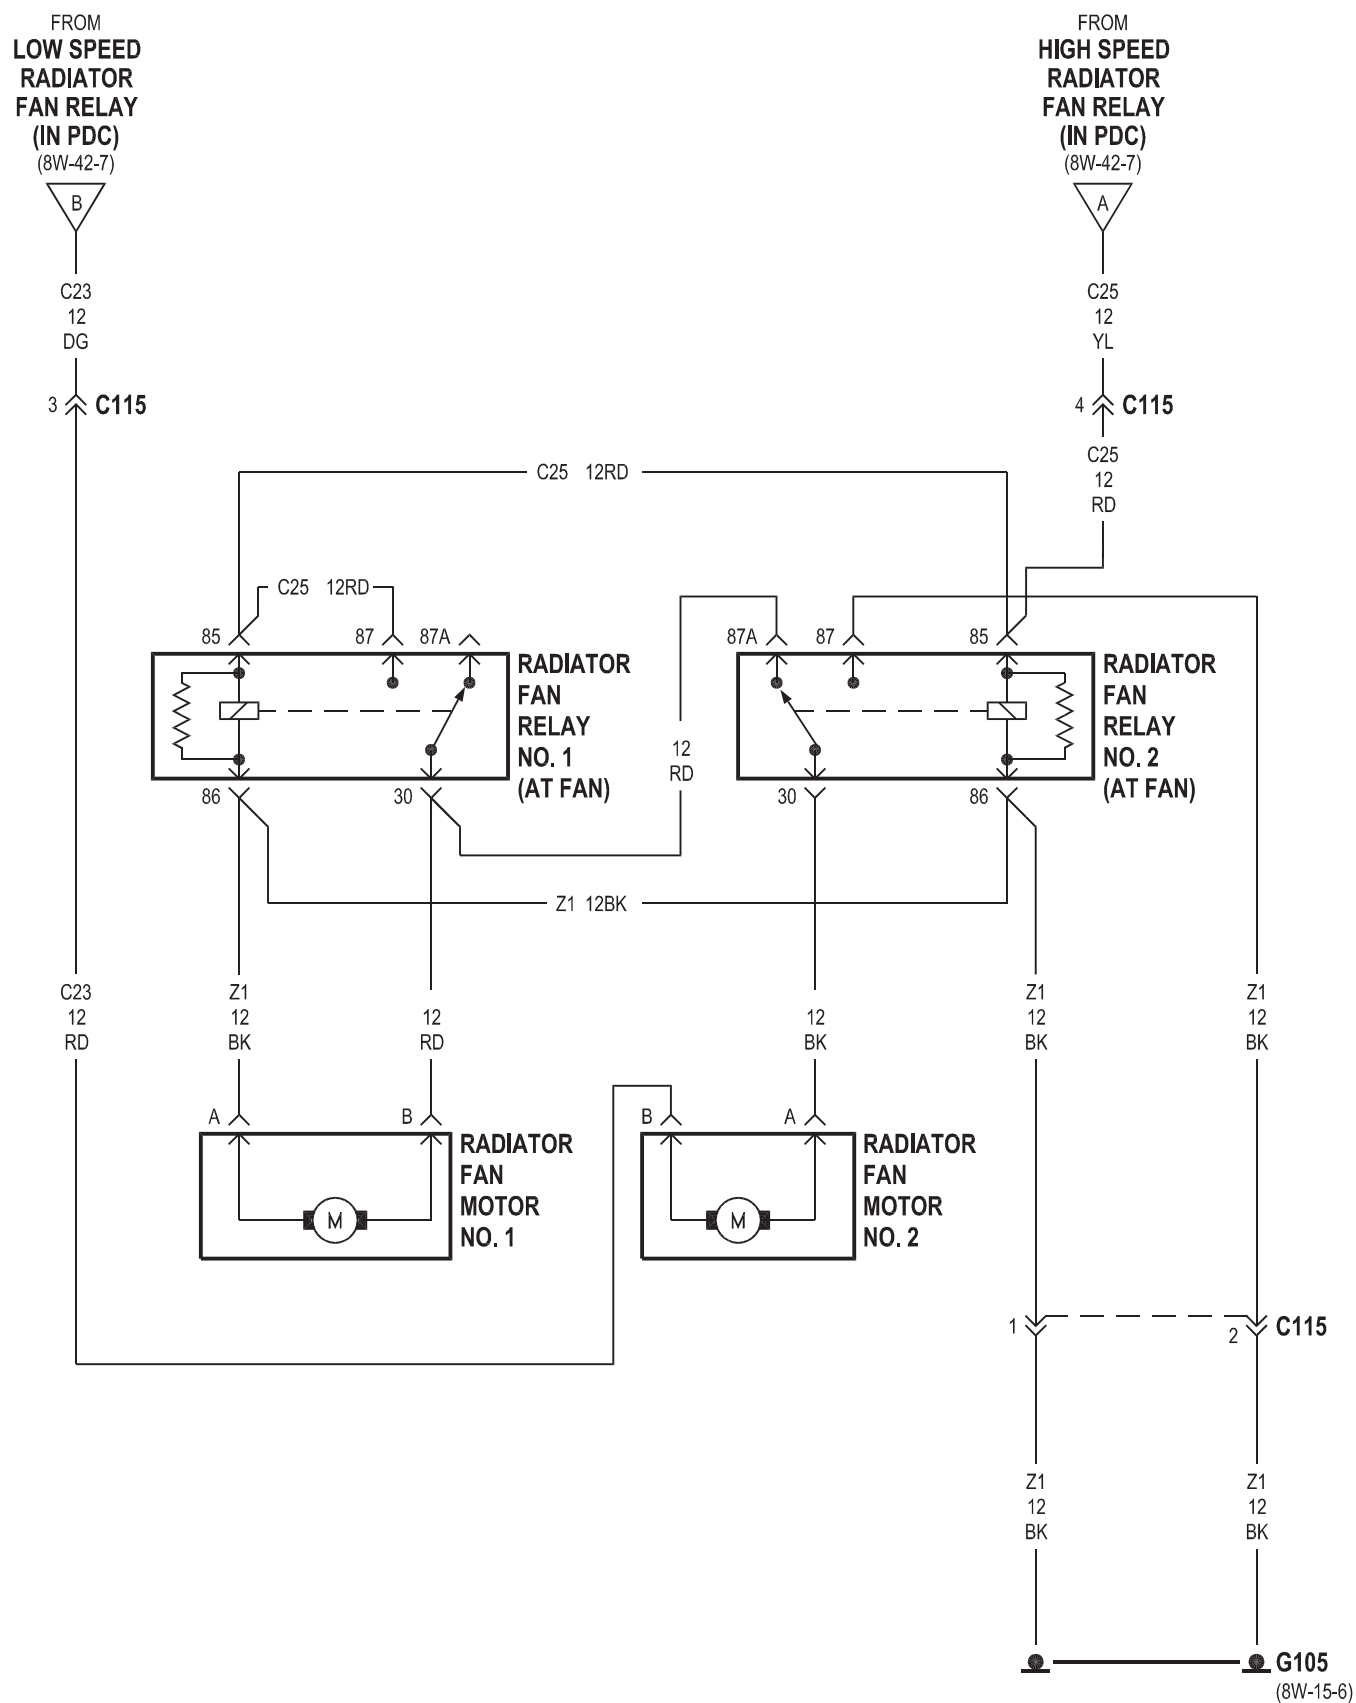 FROM
LOW SPEED
RADIATOR
FAN RELAY
(IN PDC)
(8W-42-7)
B
C23
12
DG
3
C115
FROM
HIGH SPEED
RADIATOR
FAN RELAY
(IN PDC)
(8W-42-7)
A
C25
12
YL
4
C115
C25
12
RD
C25 12RD
C25 12RD
85
87
87A
RADIATOR
FAN
RELAY
NO. 1
(AT FAN)
86
30
12
RD
87A
87
85
RADIATOR
FAN
RELAY
NO. 2
(AT FAN)
30
86
Z1 12BK
C23
12
RD
Z1
12
BK
12
RD
12
BK
Z1
12
BK
Z1
12
BK
A
B
M
RADIATOR
FAN
MOTOR
NO. 1
B
A
M
RADIATOR
FAN
MOTOR
NO. 2
1
2
C115
Z1
12
BK
Z1
12
BK
G105
(8W-15-6)